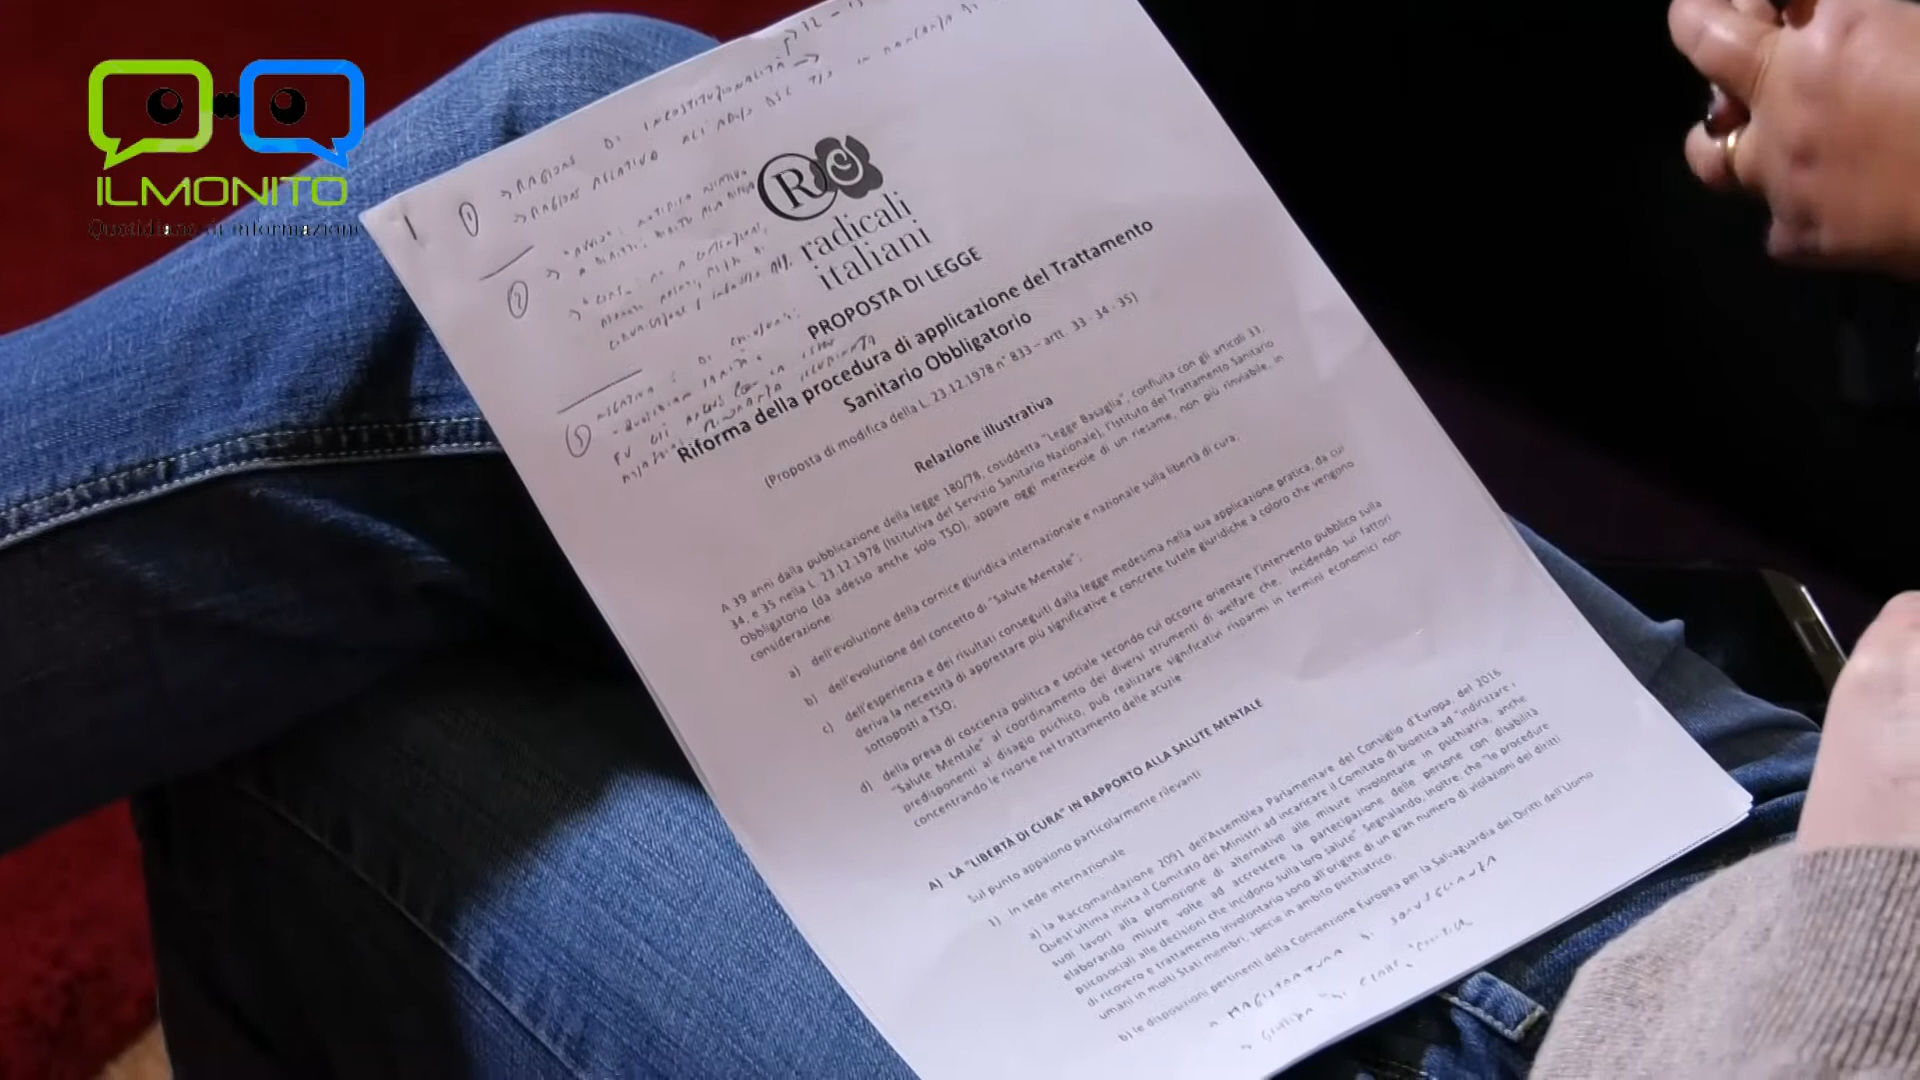 ILMONITO
Quotidiano di informazione
radicali
italiani
PROPOSTA DI LEGGE
Riforma della procedura di applicazione del Trattamento
Sanitario Obbligatorio
(Proposta di modifica della L. 23.12.1978 n° 833 – artt. 33 - 34 - 35)
Relazione illustrativa
A 39 anni dalla pubblicazione della legge 180/78, cosiddetta "Legge Basaglia", confluita con gli articoli 33,
34, e 35 nella L. 23.12.1978 (Istitutiva del Servizio Sanitario Nazionale), l'istituto del Trattamento Sanitario
Obbligatorio (da adesso anche solo TSO), appare oggi meritevole di un riesame, non più rinviabile, in
considerazione:
a) dell'evoluzione della cornice giuridica internazionale e nazionale sulla libertà di cura.
b) dell'evoluzione del concetto di "Salute Mentale";
c) dell'esperienza e dei risultati conseguiti dalla legge medesima nella sua applicazione pratica, da cui
deriva la necessità di apprestare più significative e concrete tutele giuridiche a coloro che vengono
sottoposti a TSO;
d) della presa di coscienza politica e sociale secondo cui occorre orientare l'intervento pubblico sulla
"Salute Mentale" al coordinamento dei diversi strumenti di welfare che, incidendo sui fattori
predisponenti al disagio psichico, può realizzare significativi risparmi in termini economici non
concentrando le risorse nel trattamento delle acuzie
A) LA "LIBERTÀ DI CURA" IN RAPPORTO ALLA SALUTE MENTALE
Sul punto appaiono particolarmente rilevanti
1) In sede internazionale
a) la Raccomandazione 2091 dell'Assemblea Parlamentare del Consiglio d'Europa, del 2016
Quest'ultima invita il Comitato dei Ministri ad incaricare il Comitato di bioetica ad "indirizzare i
suoi lavori alla promozione di alternative alle misure involontarie in psichiatria, anche
elaborando misure volte ad accrescere la partecipazione delle persone con disabilità
psicosociali alle decisioni che incidono sulla loro salute" Segnalando, inoltre, che "le procedure
di ricovero e trattamento involontario sono all'origine di un gran numero di violazioni dei diritti
umani in molti Stati membri, specie in ambito psichiatrico;
b) le disposizioni pertinenti della Convenzione Europea per la Salvaguardia dei Diritti dell'Uomo